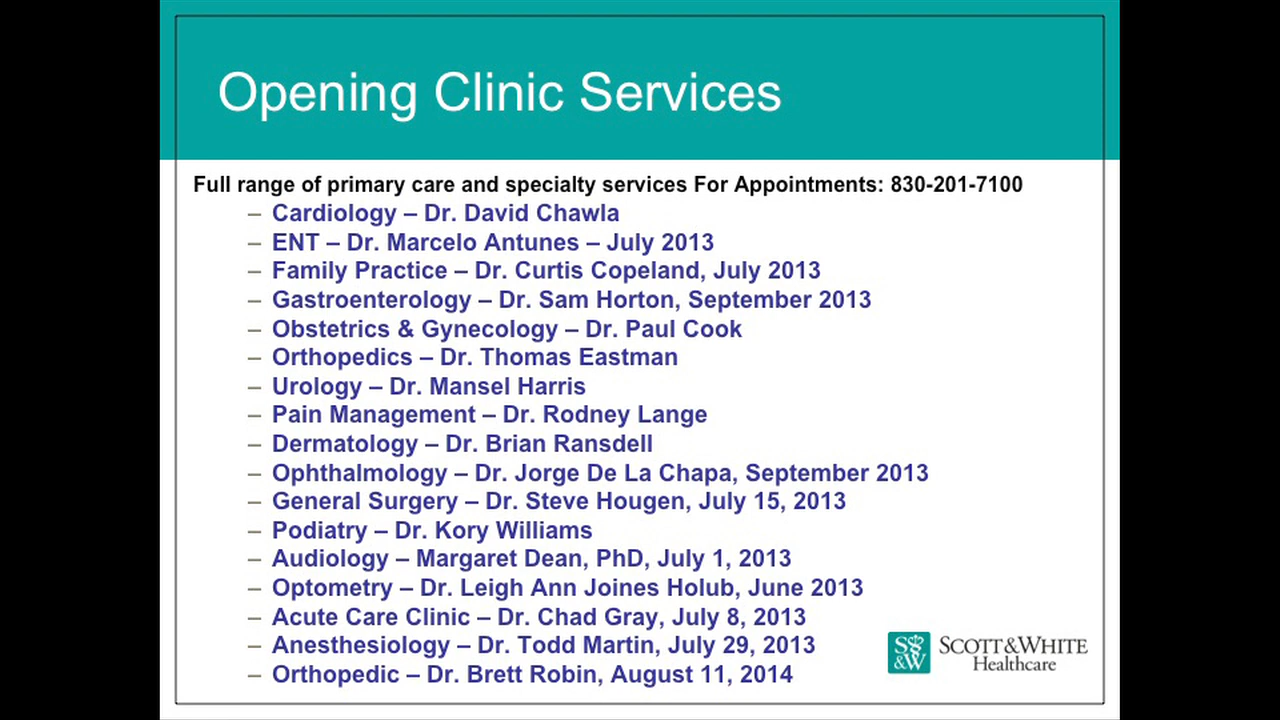 Opening Clinic Services
Full range of primary care and specialty services For Appointments: 830-201-7100
– Cardiology – Dr. David Chawla
– ENT – Dr. Marcelo Antunes – July 2013
– Family Practice – Dr. Curtis Copeland, July 2013
– Gastroenterology – Dr. Sam Horton, September 2013
– Obstetrics & Gynecology – Dr. Paul Cook
– Orthopedics – Dr. Thomas Eastman
– Urology – Dr. Mansel Harris
– Pain Management – Dr. Rodney Lange
– Dermatology – Dr. Brian Ransdell
– Ophthalmology – Dr. Jorge De La Chapa, September 2013
– General Surgery – Dr. Steve Hougen, July 15, 2013
– Podiatry – Dr. Kory Williams
– Audiology – Margaret Dean, PhD, July 1, 2013
– Optometry – Dr. Leigh Ann Joines Holub, June 2013
– Acute Care Clinic – Dr. Chad Gray, July 8, 2013
– Anesthesiology – Dr. Todd Martin, July 29, 2013
– Orthopedic – Dr. Brett Robin, August 11, 2014
S&W
SCOTT&WHITE
Healthcare